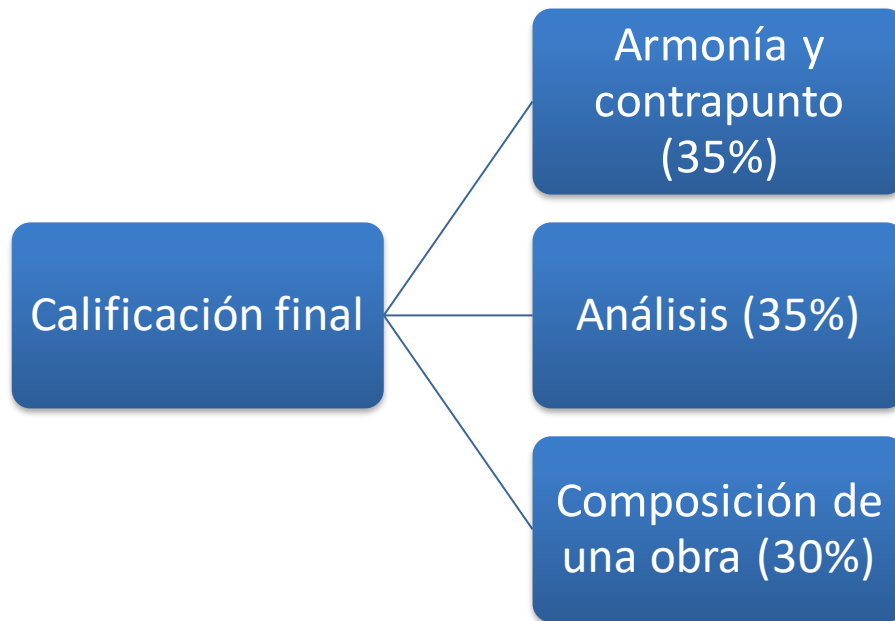 Calificación final
Armonía y
contrapunto
(35%)
Análisis (35%)
Composición de
una obra (30%)